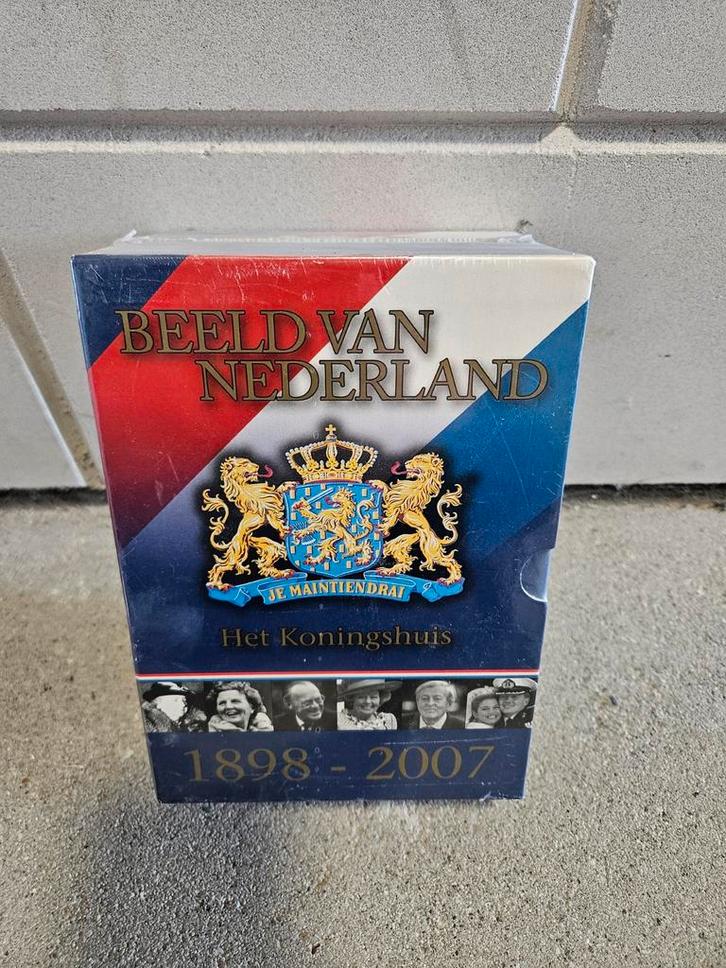 BEELD VAN
NEDERLAND
JE MAINTIENDRAI
Het Koningshuis
1898 - 2007